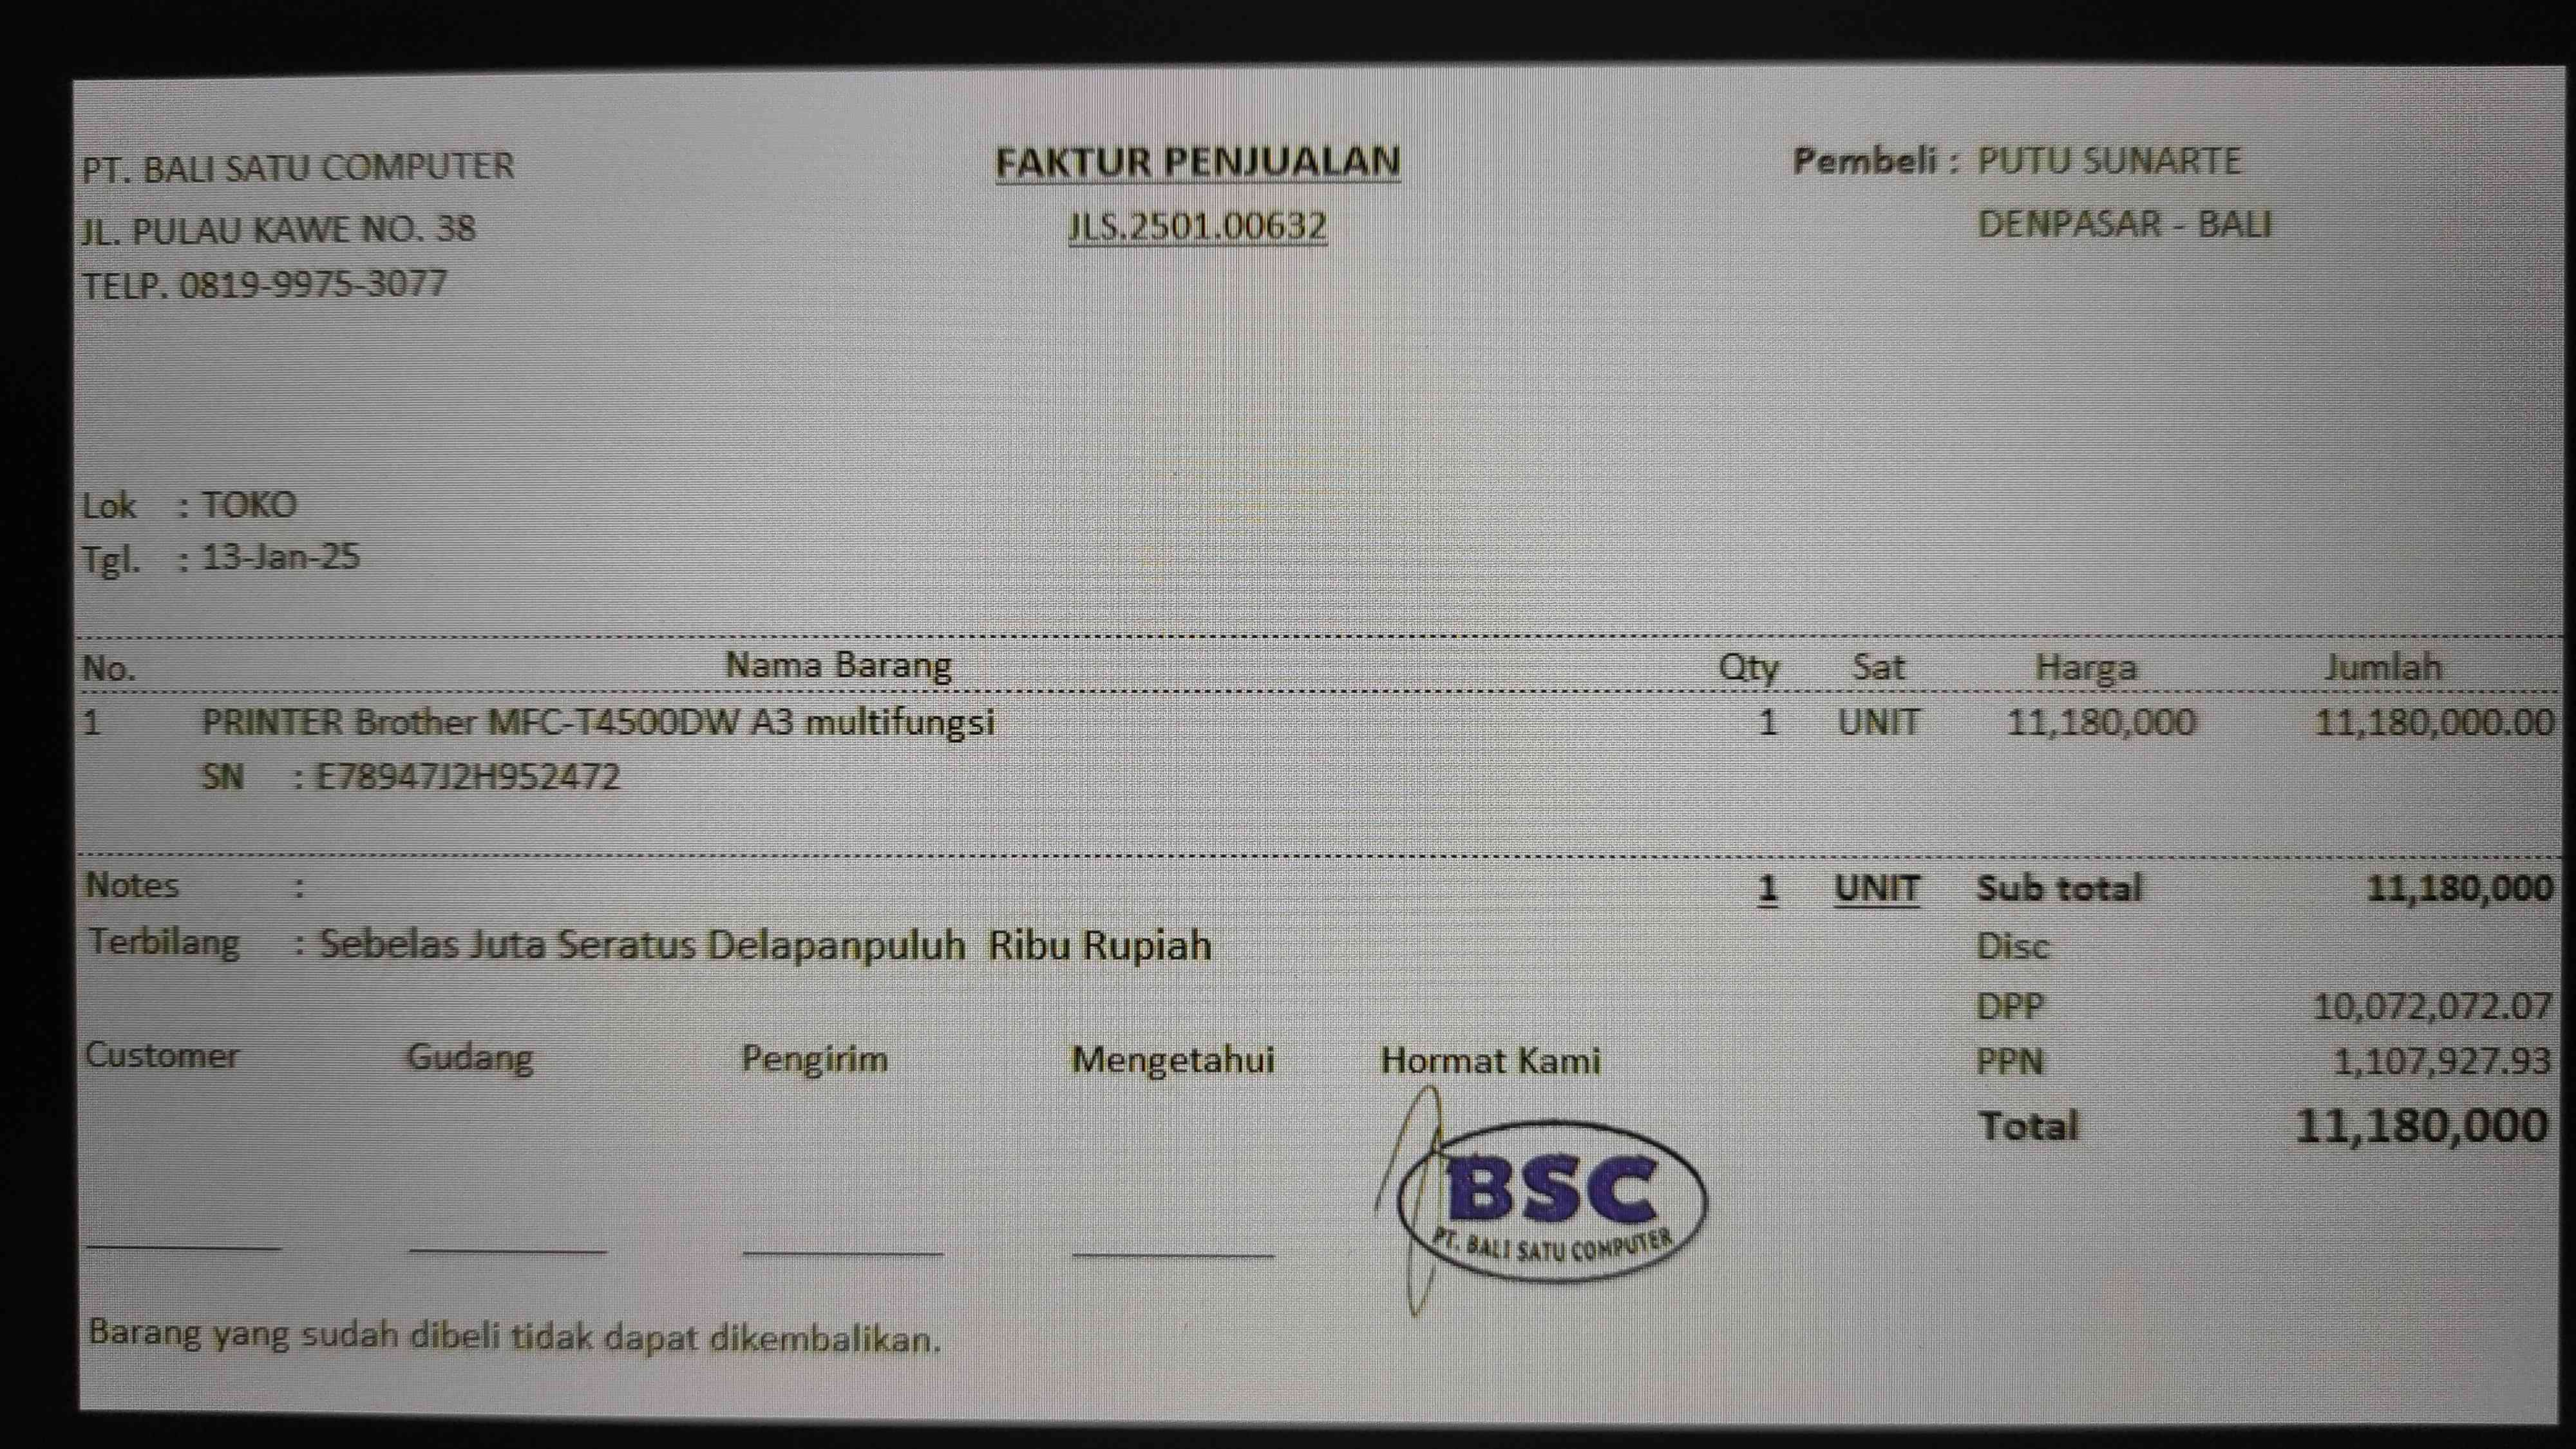 PT. BALI SATU COMPUTER
JL. PULAU KAWE NO. 38
TELP. 0819-9975-3077
FAKTUR PENJUALAN
JLS.2501.00632
Pembeli : PUTU SUNARTE
DENPASAR - BALI
Lok : TOKO
Tgl. : 13-Jan-25
No. Nama Barang Qty Sat Harga Jumlah
1 PRINTER Brother MFC-T4500DW A3 multifungsi 1 UNIT 11,180,000 11,180,000.00
SN : E78947J2H952472
Notes : 1 UNIT Sub total 11,180,000
Terbilang : Sebelas Juta Seratus Delapanpuluh Ribu Rupiah Disc
DPP 10,072,072.07
Customer Gudang Pengirim Mengetahui Hormat Kami PPN 1,107,927.93
Total 11,180,000
BSC
PT. BALI SATU COMPUTER
Barang yang sudah dibeli tidak dapat dikembalikan.